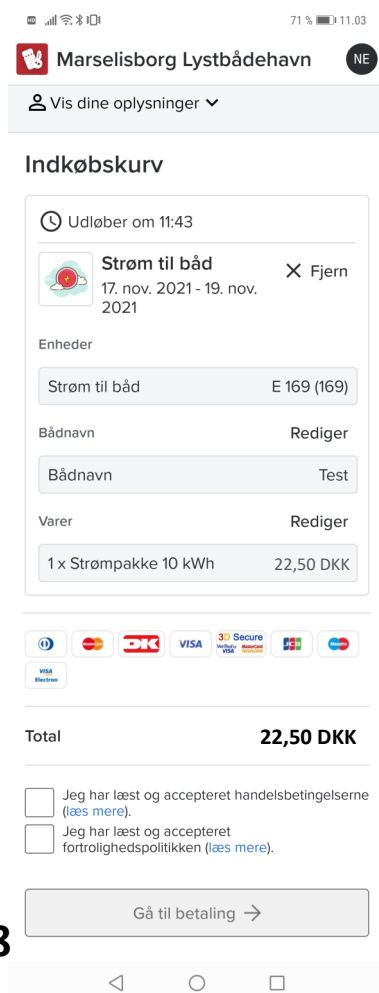 HD 71 % 11.03
Marselisborg Lystbådehavn NE
Vis dine oplysninger
Indkøbskurv
Udløber om 11:43
Strøm til båd
Fjern
17. nov. 2021 - 19. nov.
2021
Enheder
Strøm til båd E 169 (169)
Bådnavn Rediger
Bådnavn Test
Varer Rediger
1 x Strømpakke 10 kWh 22,50 DKK
DK VISA 3D Secure JCB
VISA
Electron
Total 22,50 DKK
Jeg har læst og accepteret handelsbetingelserne
(læs mere).
Jeg har læst og accepteret
fortrolighedspolitikken (læs mere).
Gå til betaling